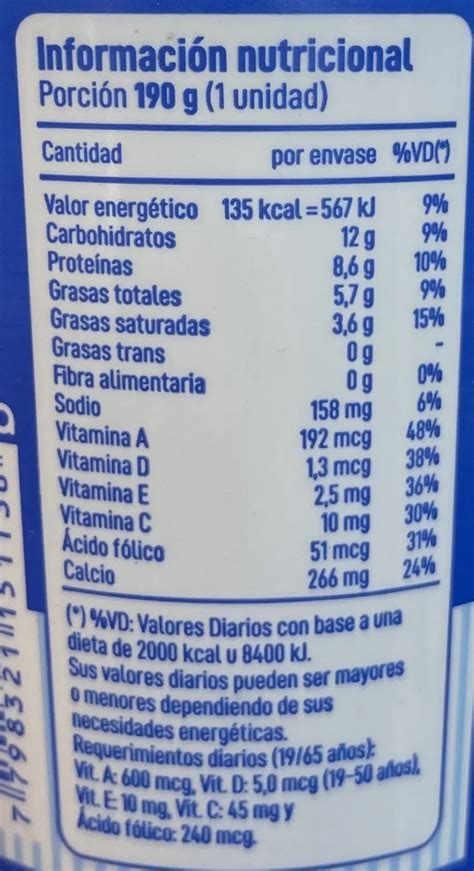 Información nutricional
Porción 190 g (1 unidad)
Cantidad por envase %VD(*)
Valor energético 135 kcal=567 kJ 9%
Carbohidratos 12 g 9%
Proteínas 8,6 g 10%
Grasas totales 5,7 g 9%
Grasas saturadas 3,6 g 15%
Grasas trans 0 g -
Fibra alimentaria 0 g 0%
Sodio 158 mg 6%
Vitamina A 192 mcg 48%
Vitamina D 1,3 mcg 38%
Vitamina E 2,5 mg 36%
Vitamina C 10 mg 30%
Ácido fólico 51 mcg 31%
Calcio 266 mg 24%
(*) %VD: Valores Diarios con base a una
dieta de 2000 kcal u 8400 kJ.
Sus valores diarios pueden ser mayores
o menores dependiendo de sus
necesidades energéticas.
Requerimientos diarios (19/65 años):
Vit. A: 600 mcg, Vit. D: 5,0 mcg (19-50 años),
Vit. E: 10 mg, Vit. C: 45 mg y
Ácido fólico: 240 mcg.